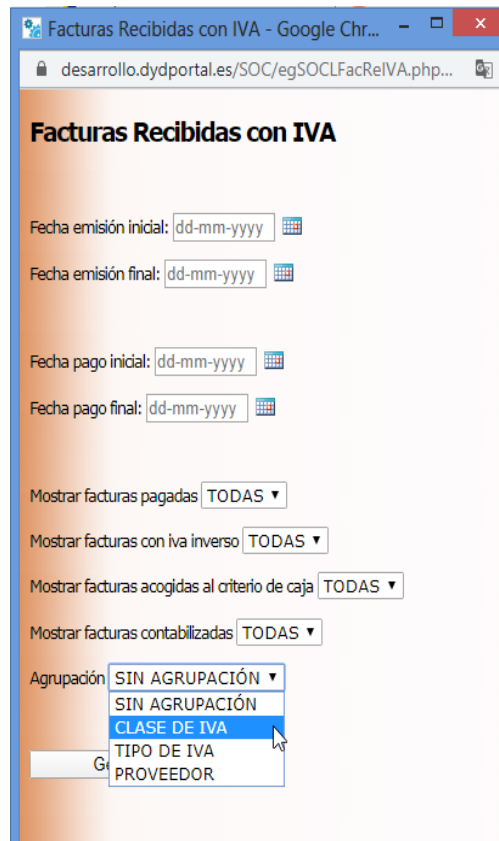 Facturas Recibidas con IVA - Google Chr...
desarrollo.dydportal.es/SOC/egSOCLFacReIVA.php...
Facturas Recibidas con IVA
Fecha emisión inicial: dd-mm-yyyy
Fecha emisión final: dd-mm-yyyy
Fecha pago inicial: dd-mm-yyyy
Fecha pago final: dd-mm-yyyy
Mostrar facturas pagadas TODAS
Mostrar facturas con iva inverso TODAS
Mostrar facturas acogidas al criterio de caja TODAS
Mostrar facturas contabilizadas TODAS
Agrupación SIN AGRUPACIÓN
SIN AGRUPACIÓN
CLASE DE IVA
TIPO DE IVA
PROVEEDOR